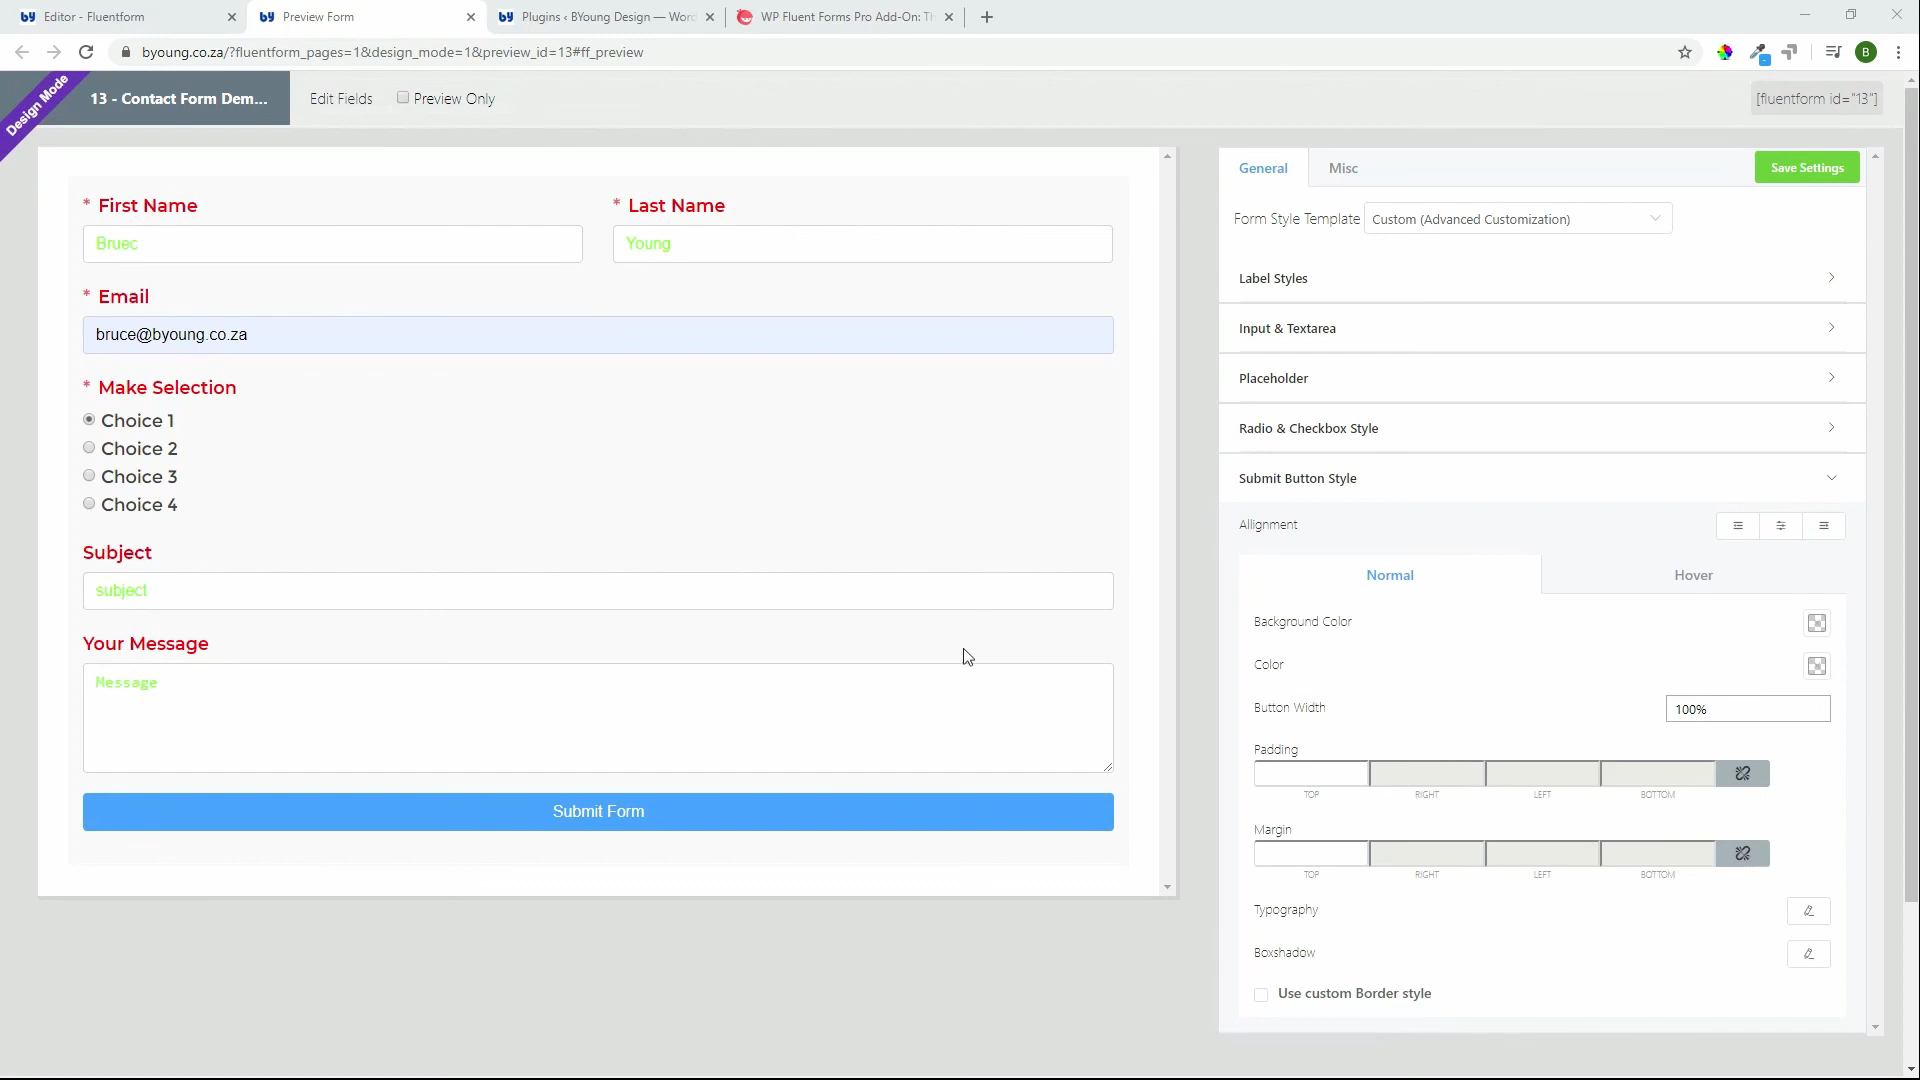 Editor - Fluentform
Preview Form
Plugins ‹ BYoung Design — Word
WP Fluent Forms Pro Add-On: Th
byoung.co.za/?fluentform_pages=1&design_mode=1&preview_id=13#ff_preview
B
Design Mode
13 - Contact Form Dem...
Edit Fields
Preview Only
[fluentform id="13"]
* First Name
* Last Name
Bruec
Young
* Email
bruce@byoung.co.za
* Make Selection
Choice 1
Choice 2
Choice 3
Choice 4
Subject
subject
Your Message
Message
Submit Form
General
Misc
Save Settings
Form Style Template
Custom (Advanced Customization)
Label Styles
Input & Textarea
Placeholder
Radio & Checkbox Style
Submit Button Style
Allignment
Normal
Hover
Background Color
Color
Button Width
100%
Padding
TOP
RIGHT
LEFT
BOTTOM
Margin
TOP
RIGHT
LEFT
BOTTOM
Typography
Boxshadow
Use custom Border style